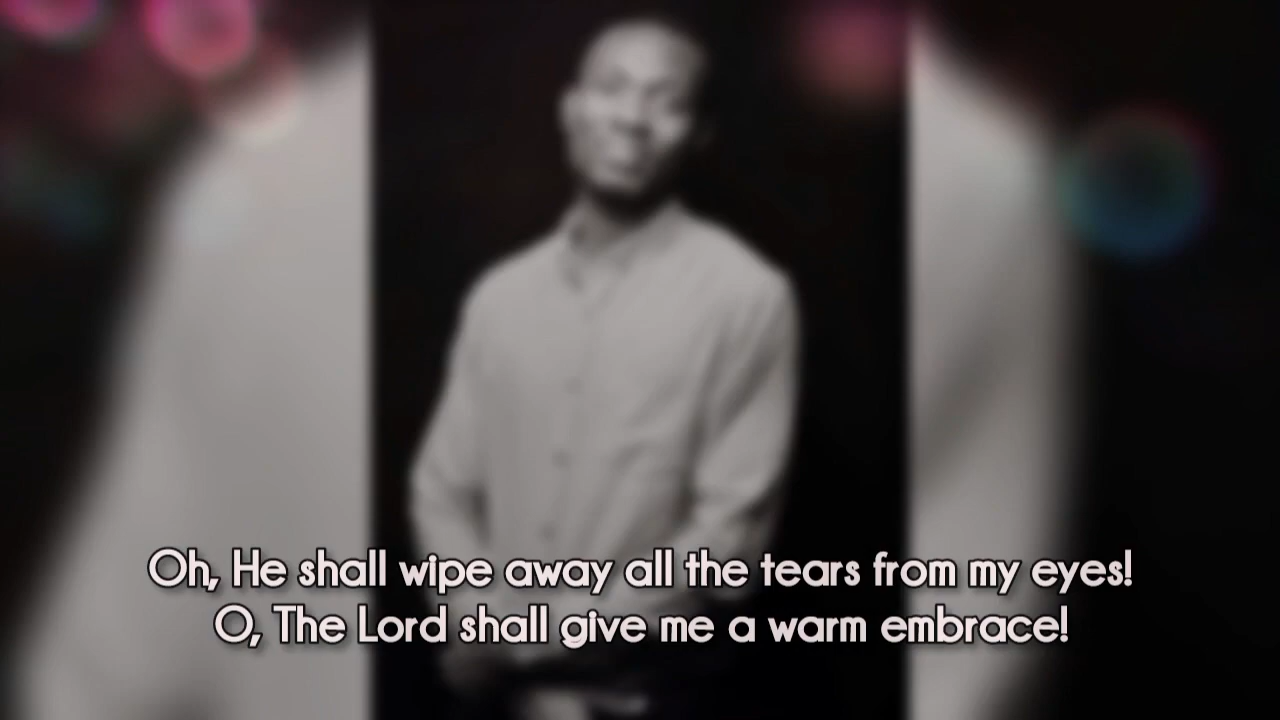 Oh, He shall wipe away all the tears from my eyes!
O, The Lord shall give me a warm embrace!